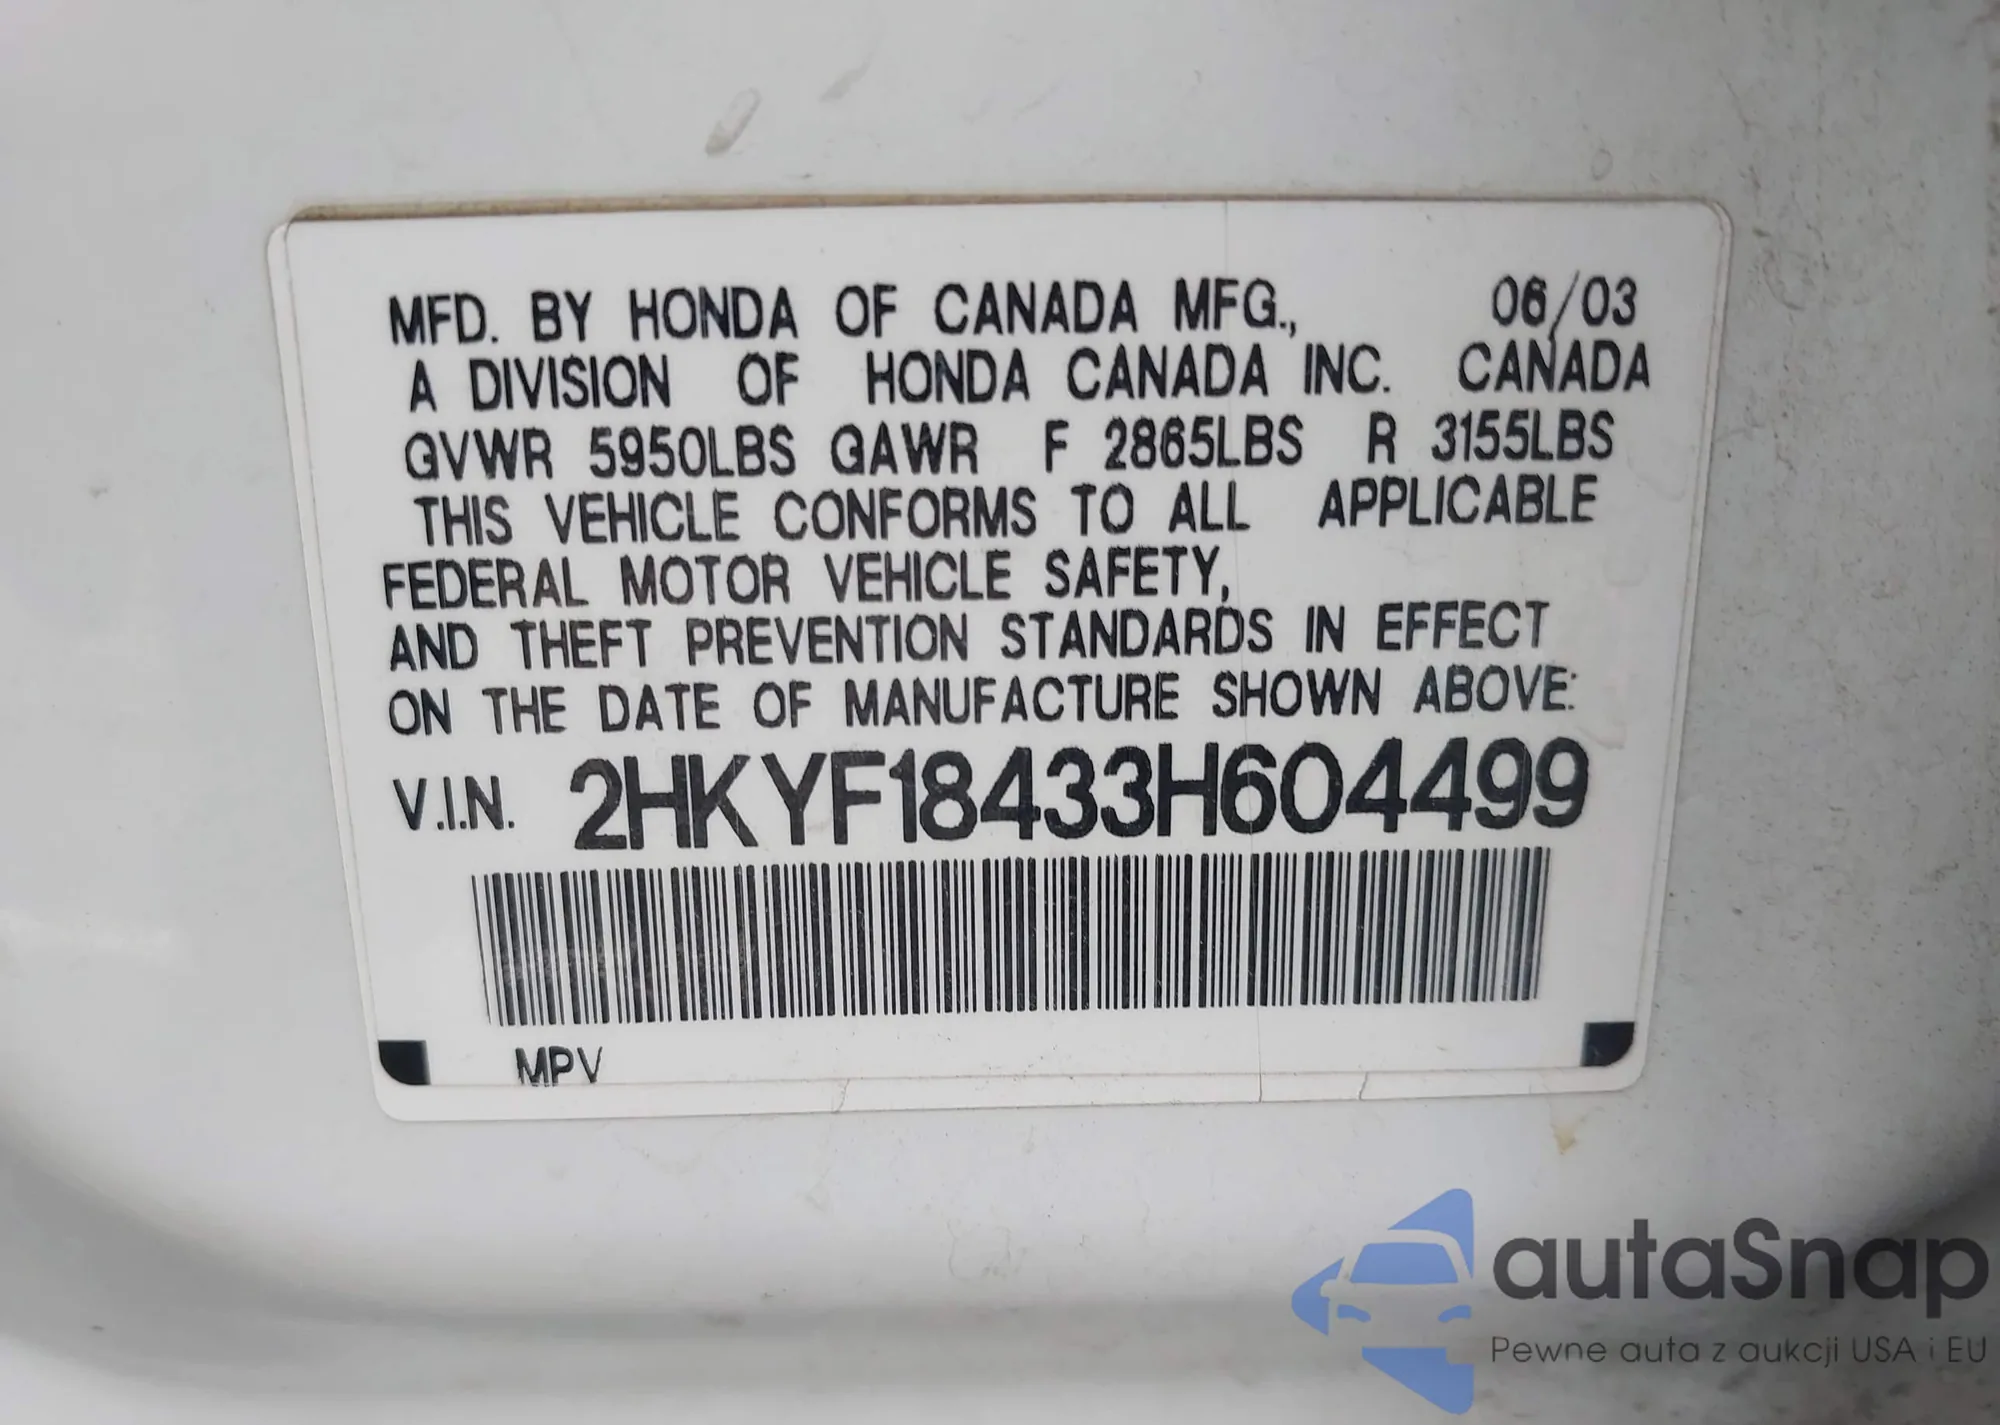 MFD. BY HONDA OF CANADA MFG., 06/03
A DIVISION OF HONDA CANADA INC. CANADA
GVWR 5950LBS GAWR F 2865LBS R 3155LBS
THIS VEHICLE CONFORMS TO ALL APPLICABLE
FEDERAL MOTOR VEHICLE SAFETY,
AND THEFT PREVENTION STANDARDS IN EFFECT
ON THE DATE OF MANUFACTURE SHOWN ABOVE:
V.I.N. 2HKYF18433H604499
MPV
autaSnap
Pewne auta z aukcji USA i EU